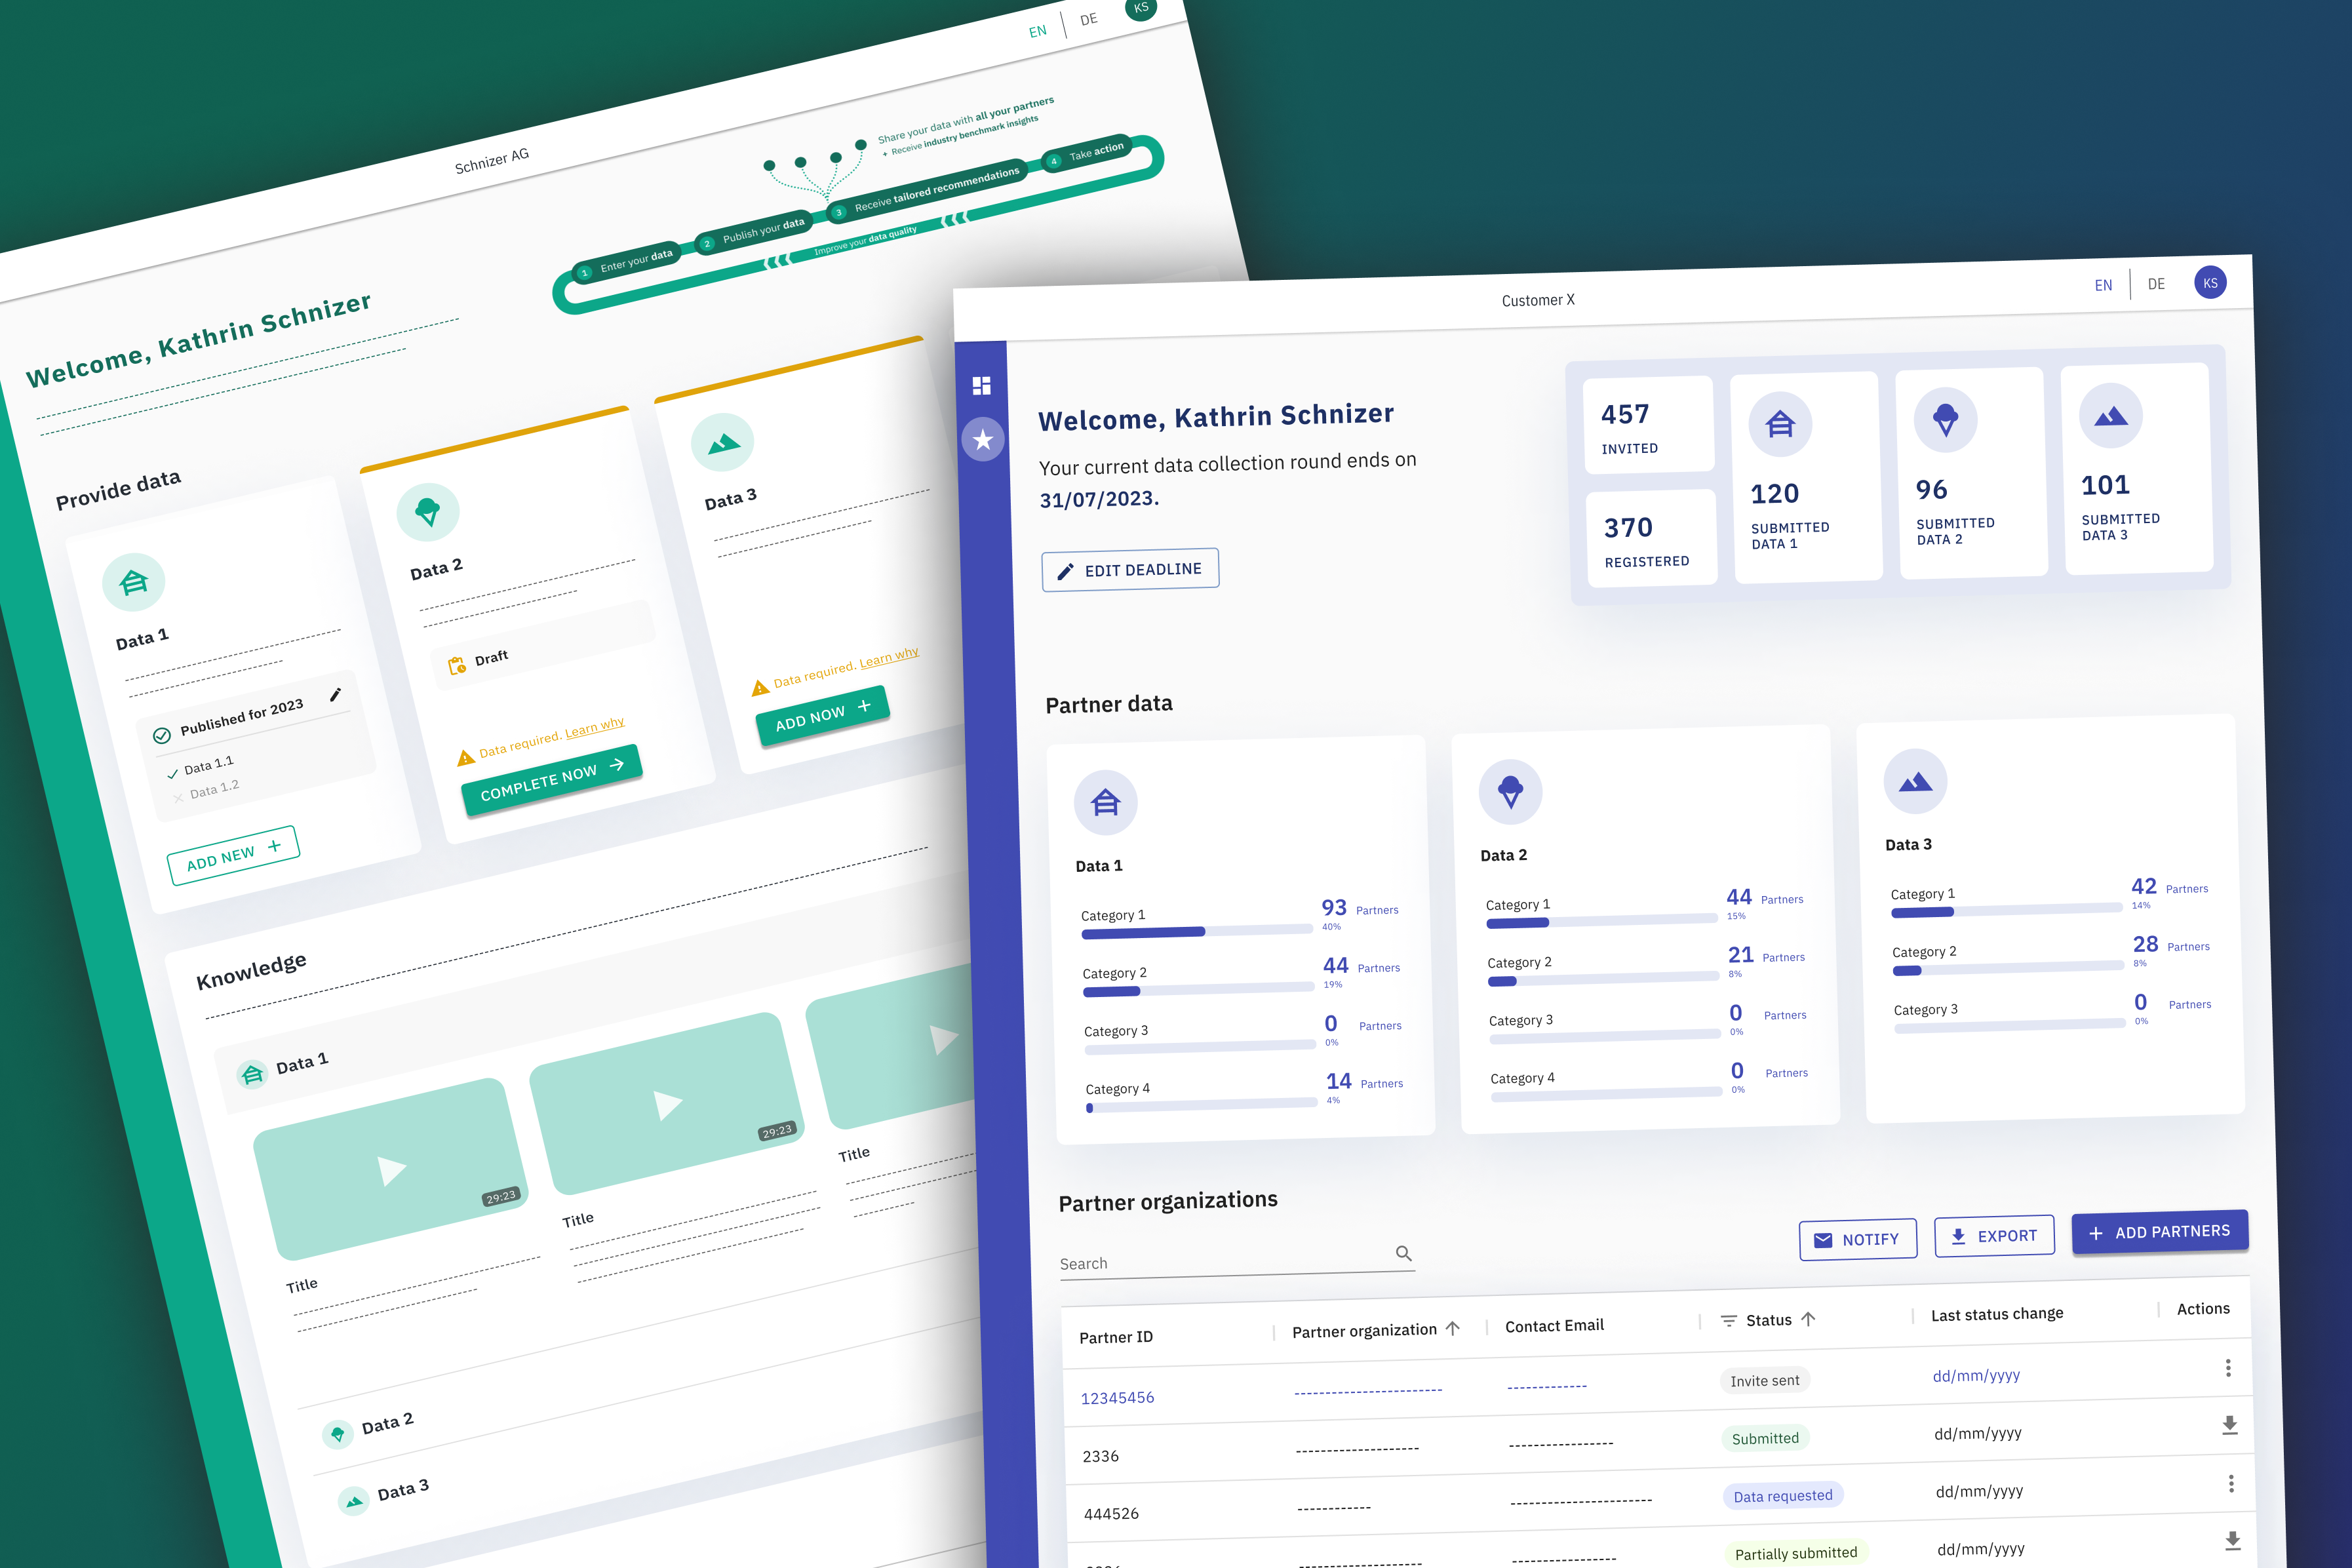 EN
DE
KS
Schnizer AG
Share your data with all your partners
+ Receive industry benchmark insights
1 Enter your data
2 Publish your data
3 Receive tailored recommendations
4 Take action
Improve your data quality
Welcome, Kathrin Schnizer
Provide data
Data 1
Published for 2023
Data 1.1
Data 1.2
ADD NEW
Data 2
Draft
Data required. Learn why
COMPLETE NOW
Data 3
Data required. Learn why
ADD NOW
Knowledge
Data 1
29:23
29:23
Title
Title
Title
Data 2
Data 3
Customer X
EN
DE
KS
Welcome, Kathrin Schnizer
Your current data collection round ends on
31/07/2023.
EDIT DEADLINE
457
INVITED
370
REGISTERED
120
SUBMITTED
DATA 1
96
SUBMITTED
DATA 2
101
SUBMITTED
DATA 3
Partner data
Data 1
Category 1
93 Partners
40%
Category 2
44 Partners
19%
Category 3
0 Partners
0%
Category 4
14 Partners
4%
Data 2
Category 1
44 Partners
15%
Category 2
21 Partners
8%
Category 3
0 Partners
0%
Category 4
0 Partners
0%
Data 3
Category 1
42 Partners
14%
Category 2
28 Partners
8%
Category 3
0 Partners
0%
Partner organizations
Search
NOTIFY
EXPORT
ADD PARTNERS
Partner ID Partner organization Contact Email Status Last status change Actions
12345456 Invite sent dd/mm/yyyy
2336 Submitted dd/mm/yyyy
444526 Data requested dd/mm/yyyy
Partially submitted dd/mm/yyyy